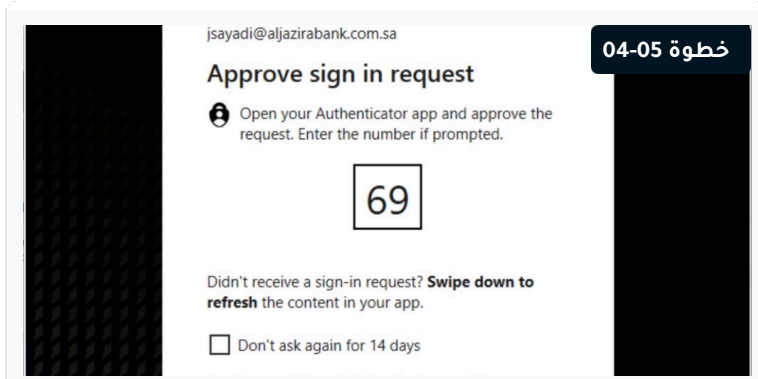 jsayadi@aljazirabank.com.sa
خطوة 04-05
Approve sign in request
Open your Authenticator app and approve the
request. Enter the number if prompted.
69
Didn't receive a sign-in request? Swipe down to
refresh the content in your app.
Don't ask again for 14 days